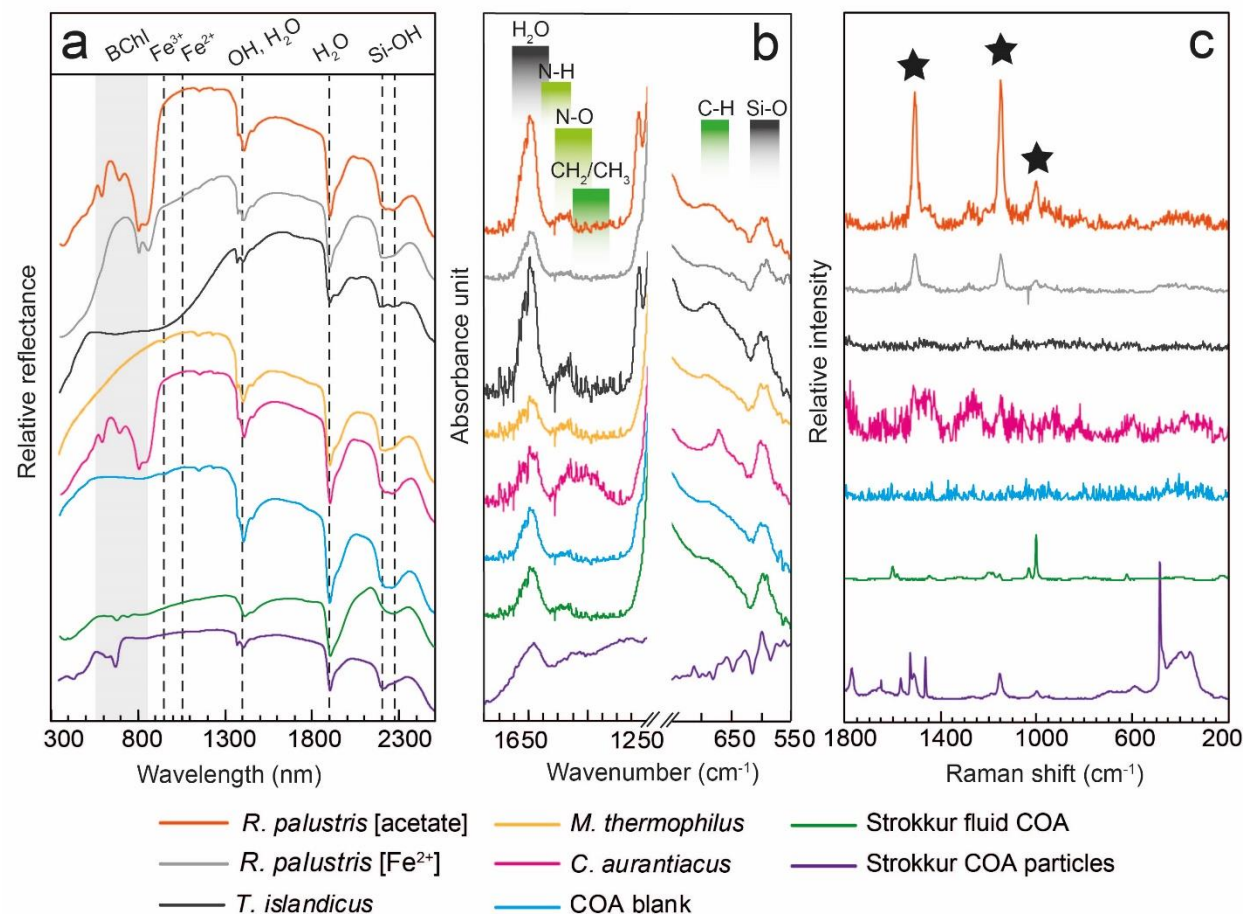 a
BChl
Fe³⁺
Fe²⁺
OH, H₂O
H₂O
Si-OH
Relative reflectance
300 800 1300 1800 2300
Wavelength (nm)
b
H₂O
N-H
N-O
CH₂/CH₃
C-H
Si-O
Absorbance unit
1650 1250 650 550
Wavenumber (cm⁻¹)
c
Relative intensity
1800 1400 1000 600 200
Raman shift (cm⁻¹)
R. palustris [acetate]
R. palustris [Fe²⁺]
T. islandicus
M. thermophilus
C. aurantiacus
COA blank
Strokkur fluid COA
Strokkur COA particles